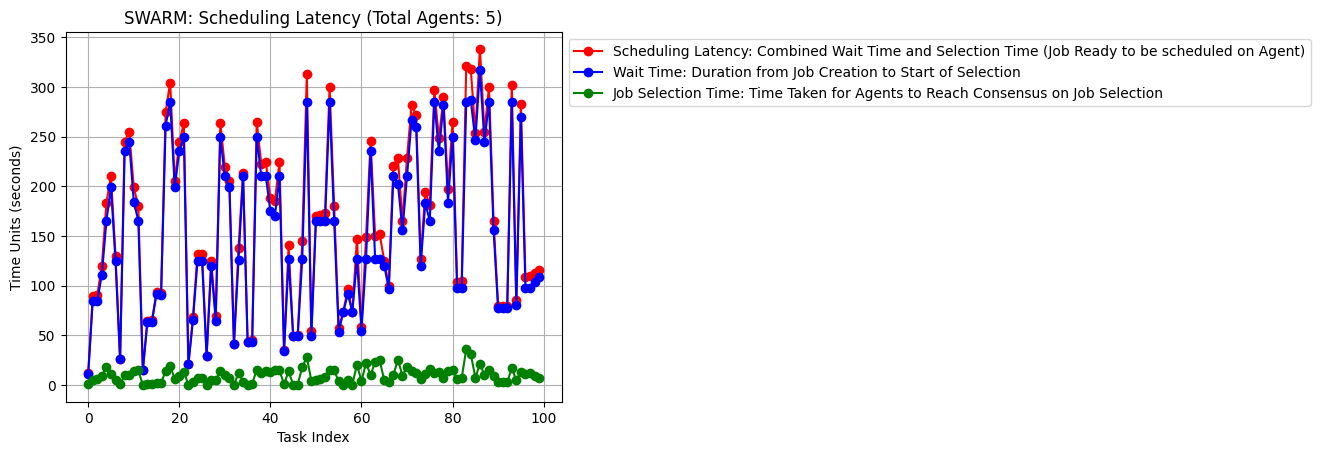 SWARM: Scheduling Latency (Total Agents: 5)
Scheduling Latency: Combined Wait Time and Selection Time (Job Ready to be scheduled on Agent)
Wait Time: Duration from Job Creation to Start of Selection
Job Selection Time: Time Taken for Agents to Reach Consensus on Job Selection
Time Units (seconds)
350
300
250
200
150
100
50
0
0 20 40 60 80 100
Task Index